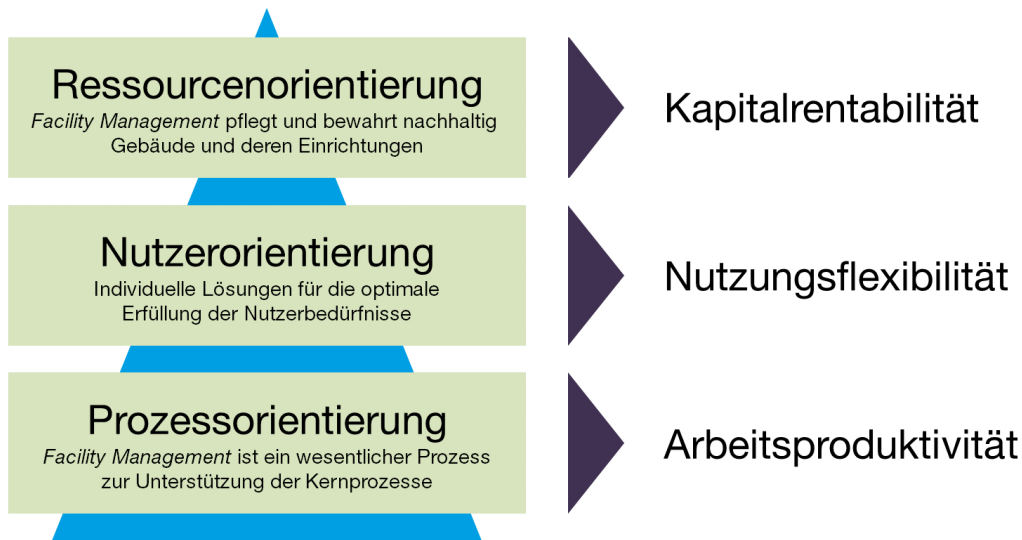 Ressourcenorientierung
Facility Management pflegt und bewahrt nachhaltig
Gebäude und deren Einrichtungen
Kapitalrentabilität
Nutzerorientierung
Individuelle Lösungen für die optimale
Erfüllung der Nutzerbedürfnisse
Nutzungsflexibilität
Prozessorientierung
Facility Management ist ein wesentlicher Prozess
zur Unterstützung der Kernprozesse
Arbeitsproduktivität